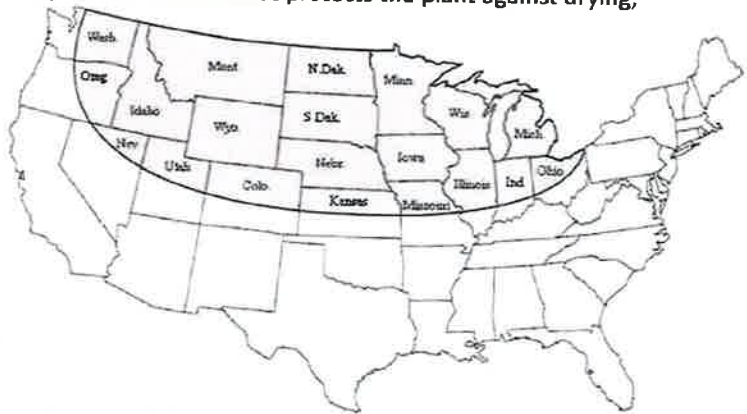 protects the plant against drying,
Wash.
Mont
N.Dak.
Minn
Oreg
Idaho
Wyo.
S Dak.
Wis
Mich
Nev
Utah
Colo.
Nebr.
Iowa
Illinois
Ind
Ohio
Kansas
Missouri